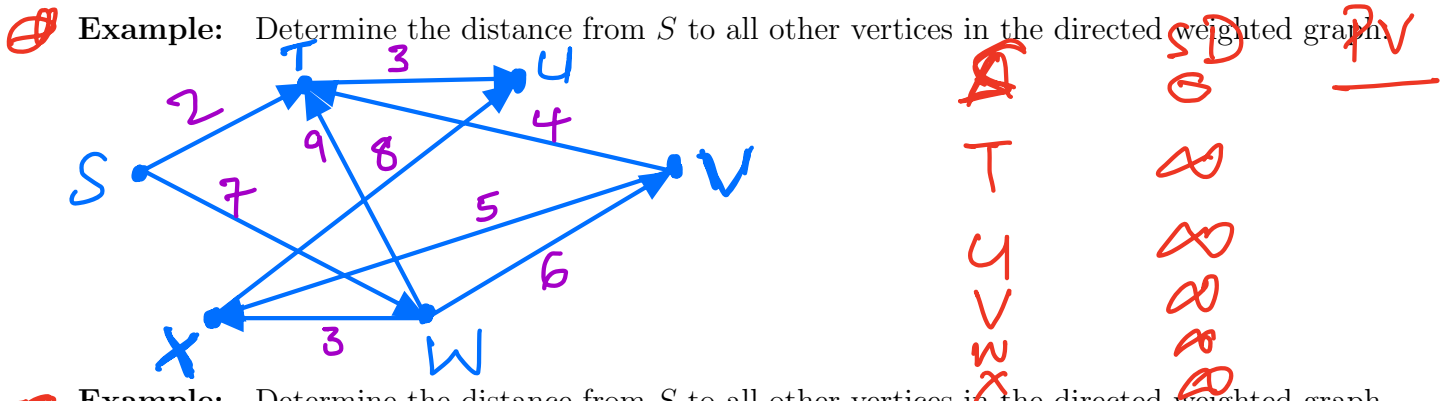 Example: Determine the distance from S to all other vertices in the directed weighted graph.
SD PV
T 3 U
S 0
2 4
9 8
T ∞
S V
7 5
U ∞
6
V ∞
X 3 W
W ∞
X ∞
Example: Determine the distance from S to all other vertices in the directed weighted graph